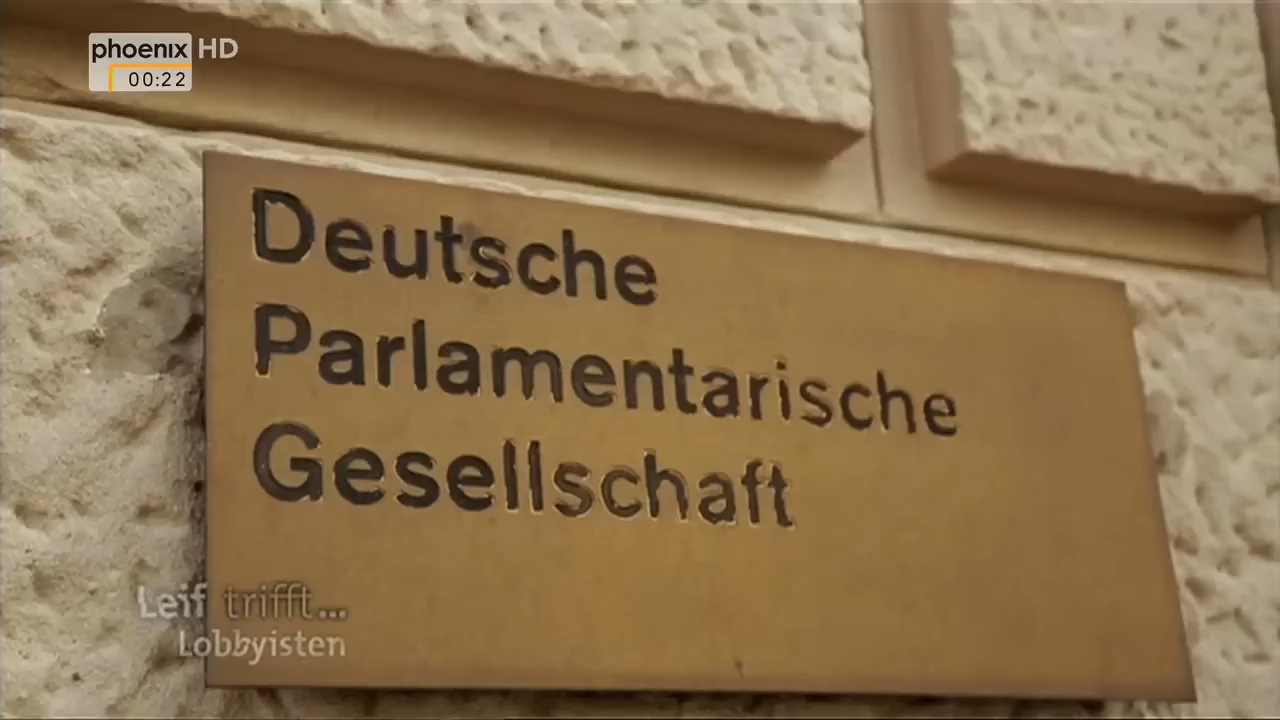 phoenix HD
00:22
Deutsche
Parlamentarische
Gesellschaft
Leif trifft...
Lobbyisten